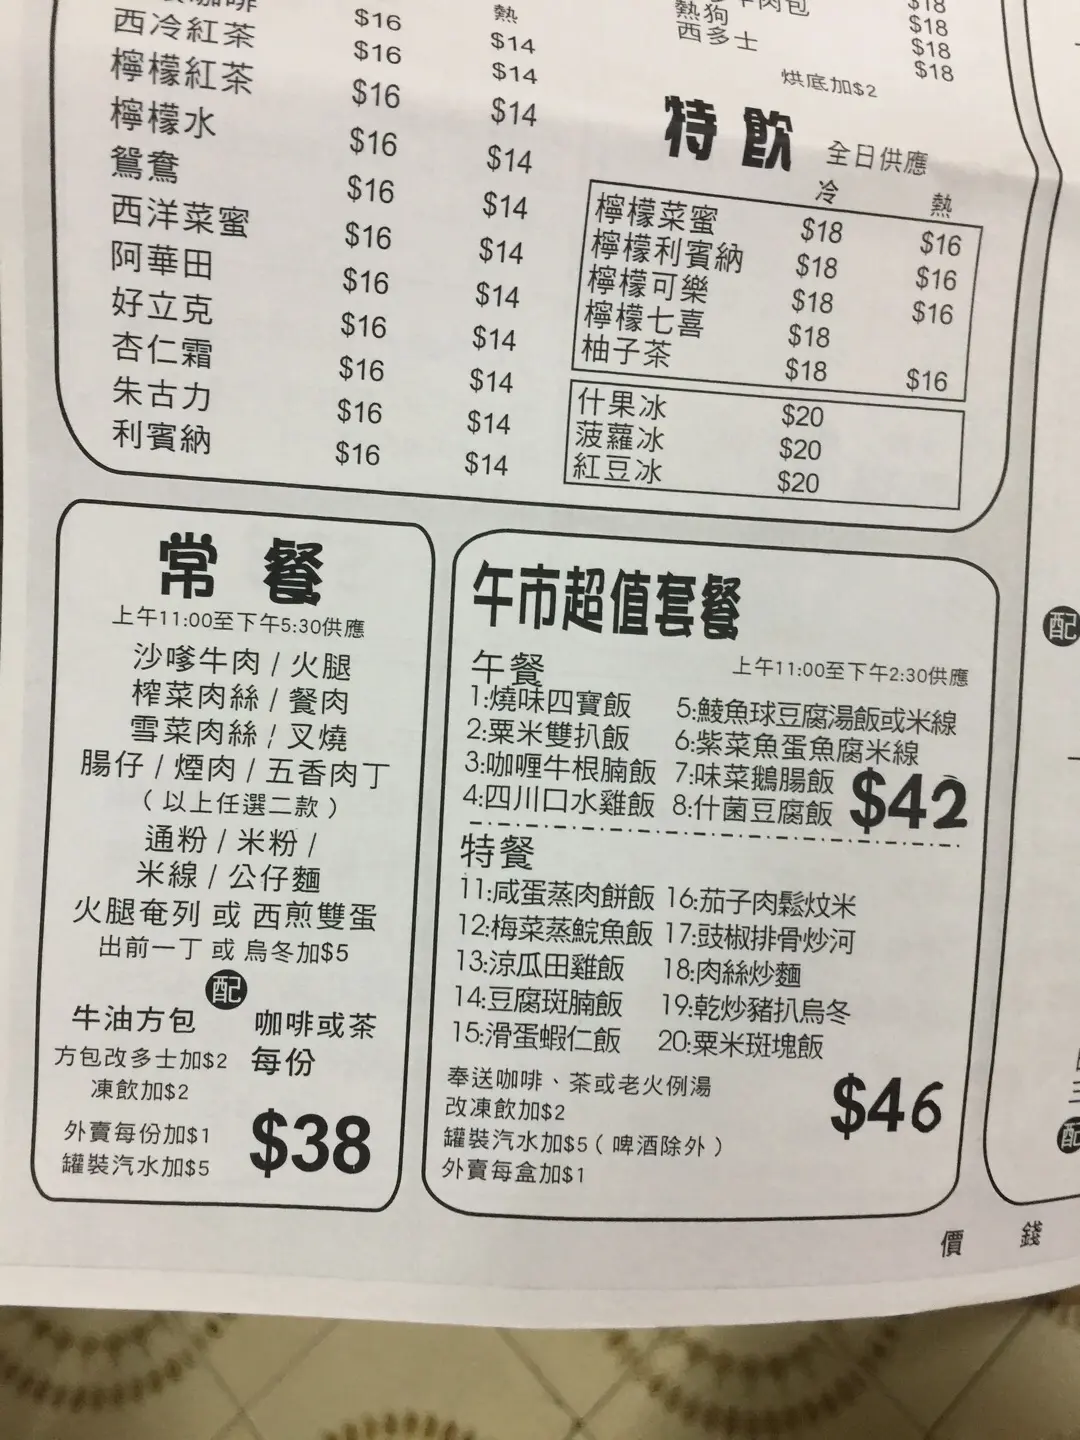 咖啡 $16
熱
西冷紅茶 $16 $14
檸檬紅茶 $16 $14
檸檬水 $16 $14
鴛鴦 $16 $14
西洋菜蜜 $16 $14
阿華田 $16 $14
好立克 $16 $14
杏仁霜 $16 $14
朱古力 $16 $14
利賓納 $16 $14
牛肉包 $18
熱狗 $18
西多士 $18
$18
烘底加$2
特飲 全日供應
冷 熱
檸檬菜蜜 $18 $16
檸檬利賓納 $18 $16
檸檬可樂 $18 $16
檸檬七喜 $18
柚子茶 $18 $16
什果冰 $20
菠蘿冰 $20
紅豆冰 $20
常餐
上午11:00至下午5:30供應
沙嗲牛肉 / 火腿
榨菜肉絲 / 餐肉
雪菜肉絲 / 叉燒
腸仔 / 煙肉 / 五香肉丁
（以上任選二款）
通粉 / 米粉 /
米線 / 公仔麵
火腿奄列 或 西煎雙蛋
出前一丁 或 烏冬加$5
配
牛油方包 咖啡或茶
方包改多士加$2 每份
凍飲加$2
外賣每份加$1
罐裝汽水加$5 $38
午市超值套餐
午餐 上午11:00至下午2:30供應
1:燒味四寶飯 5:鯪魚球豆腐湯飯或米線
2:粟米雙扒飯 6:紫菜魚蛋魚腐米線
3:咖喱牛根腩飯 7:味菜鵝腸飯
4:四川口水雞飯 8:什菌豆腐飯 $42
特餐
11:咸蛋蒸肉餅飯 16:茄子肉鬆炆米
12:梅菜蒸鯇魚飯 17:豉椒排骨炒河
13:涼瓜田雞飯 18:肉絲炒麵
14:豆腐斑腩飯 19:乾炒豬扒烏冬
15:滑蛋蝦仁飯 20:粟米斑塊飯
奉送咖啡、茶或老火例湯
改凍飲加$2
罐裝汽水加$5（啤酒除外）
外賣每盒加$1
$46
配
配
價 錢